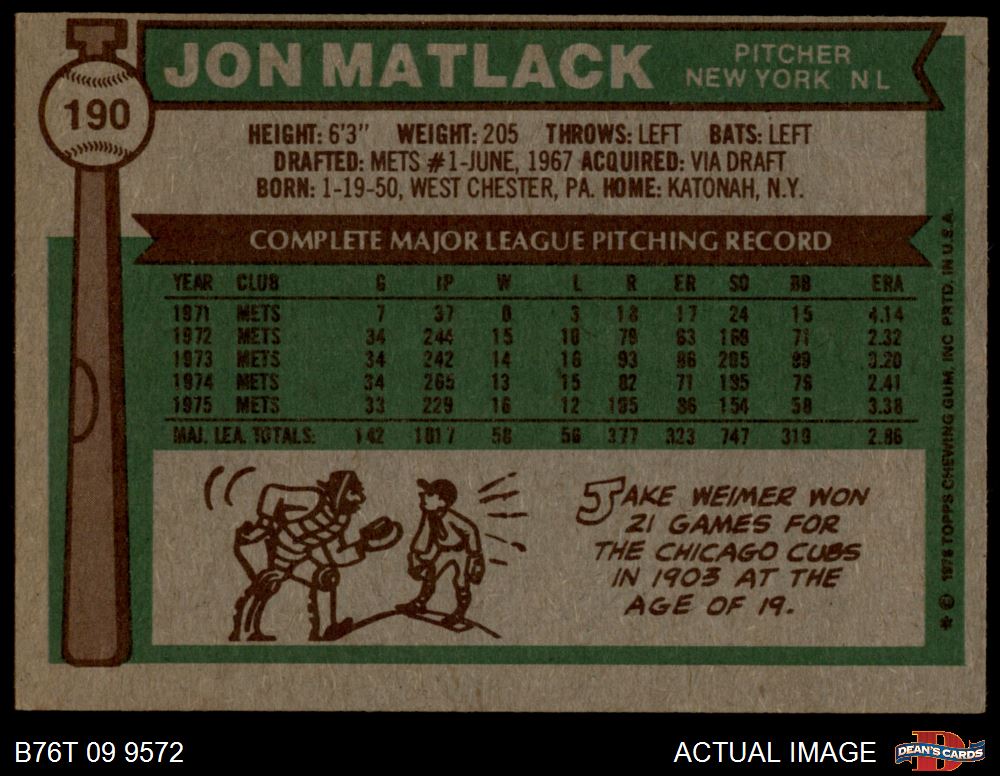 JON MATLACK
PITCHER
NEW YORK N L
190
HEIGHT: 6'3" WEIGHT: 205 THROWS: LEFT BATS: LEFT
DRAFTED: METS #1-JUNE, 1967 ACQUIRED: VIA DRAFT
BORN: 1-19-50, WEST CHESTER, PA. HOME: KATONAH, N.Y.
COMPLETE MAJOR LEAGUE PITCHING RECORD
YEAR CLUB G IP W L R ER SO BB ERA
1971 METS 7 37 0 3 18 17 24 15 4.14
1972 METS 34 244 15 10 79 63 169 71 2.32
1973 METS 34 242 14 16 93 86 205 99 3.20
1974 METS 34 265 13 15 82 71 195 76 2.41
1975 METS 33 229 16 12 105 86 154 58 3.38
MAJ. LEA. TOTALS: 142 1017 58 56 377 323 747 319 2.86
JAKE WEIMER WON
21 GAMES FOR
THE CHICAGO CUBS
IN 1903 AT THE
AGE OF 19.
* © 1976 TOPPS CHEWING GUM, INC PRTD. IN U.S.A.
B76T 09 9572
ACTUAL IMAGE
DEAN'S CARDS